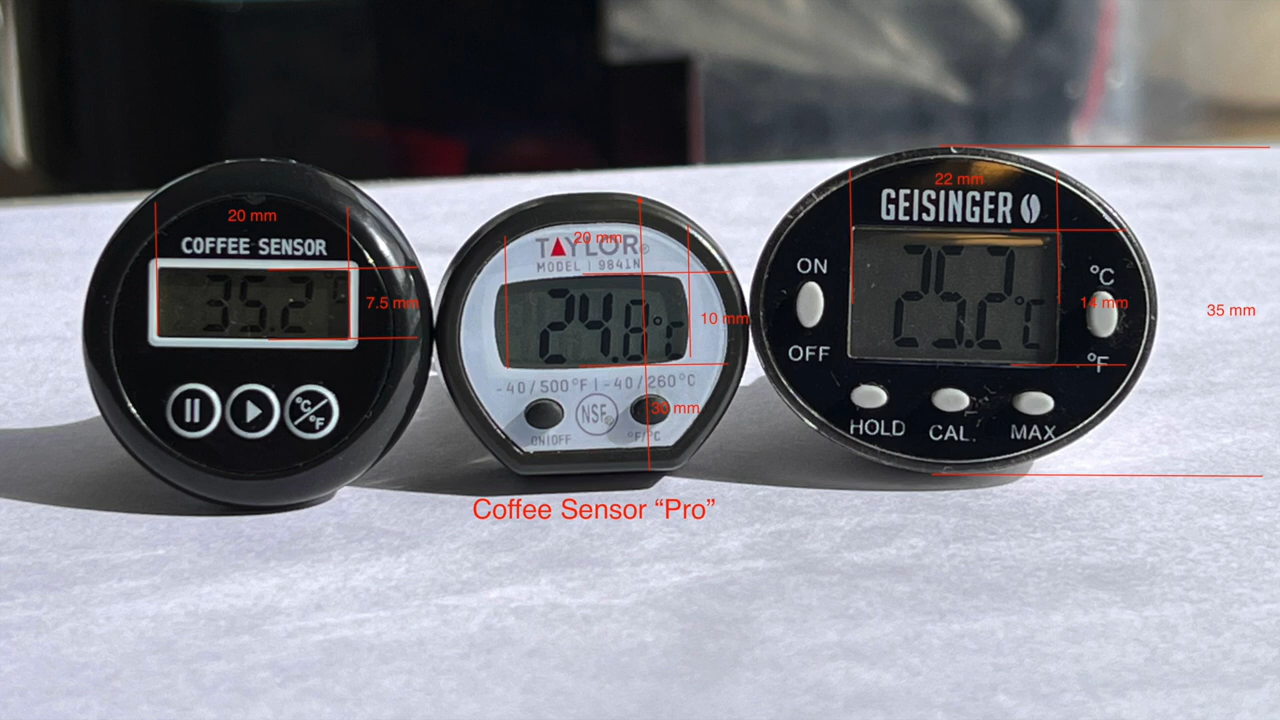 20 mm
COFFEE SENSOR
35.2°
7.5 mm
°C/°F
20 mm
TAYLOR®
MODEL | 9841N
24.8°F
10 mm
-40/500°F | -40/260°C
NSF®
30 mm
ON/OFF
°F/°C
Coffee Sensor “Pro”
22 mm
GEISINGER
ON
OFF
25.2°C
°C
14 mm
°F
35 mm
HOLD
CAL.
MAX